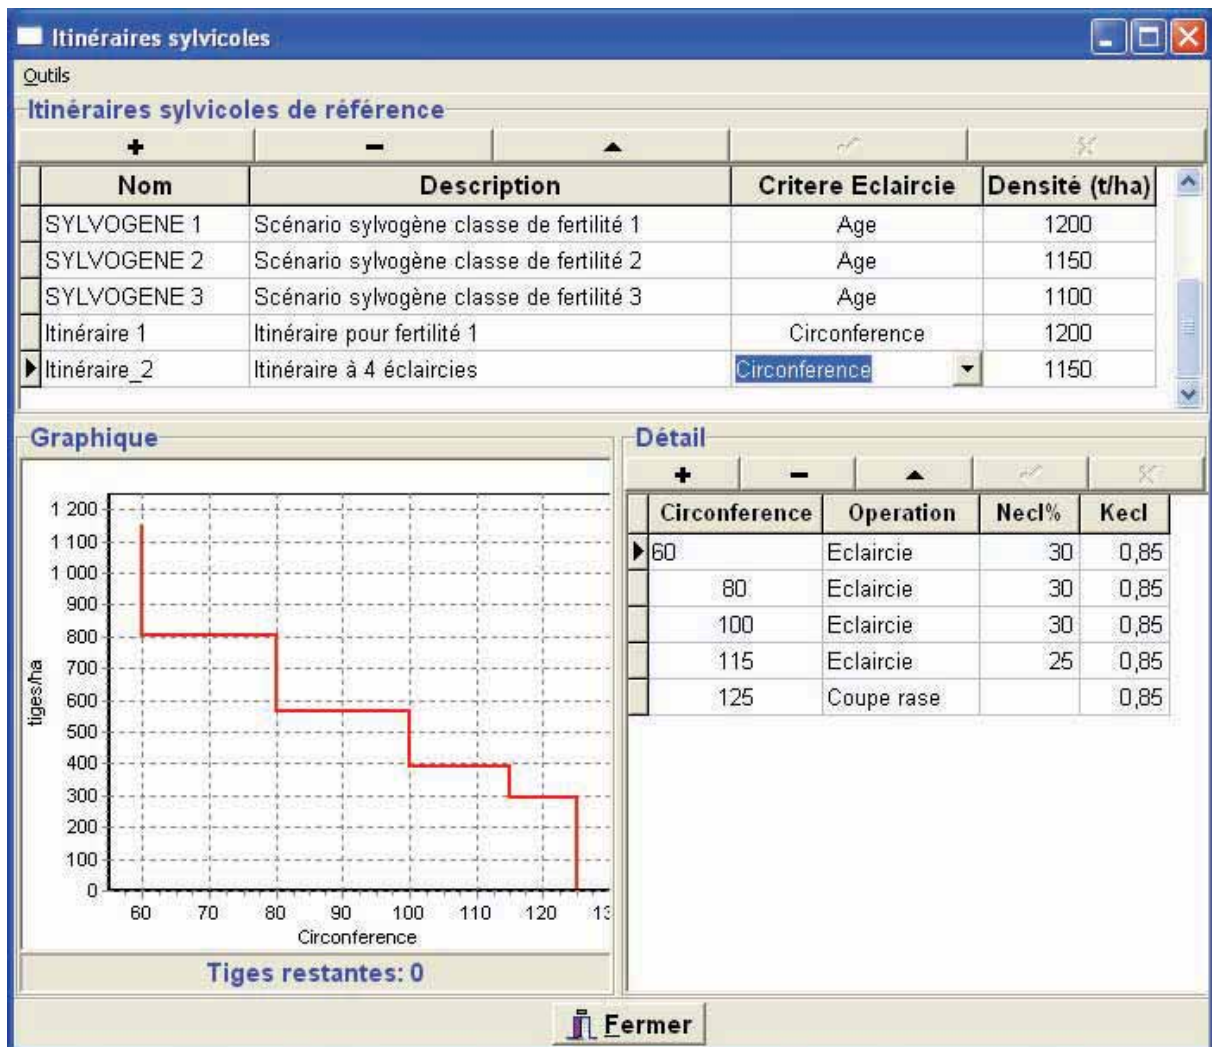 Itinéraires sylvicoles
Outils
Itinéraires sylvicoles de référence
Nom Description Critere Eclaircie Densité (t/ha)
SYLVOGENE 1 Scénario sylvogène classe de fertilité 1 Age 1200
SYLVOGENE 2 Scénario sylvogène classe de fertilité 2 Age 1150
SYLVOGENE 3 Scénario sylvogène classe de fertilité 3 Age 1100
Itinéraire 1 Itinéraire pour fertilité 1 Circonference 1200
Itinéraire_2 Itinéraire à 4 éclaircies Circonference 1150
Graphique
1 200
1 100
1 000
900
800
700
600
500
400
300
200
100
0
tiges/ha
60 70 80 90 100 110 120 13
Circonference
Tiges restantes: 0
Détail
Circonference Operation Necl% Kecl
60 Eclaircie 30 0,85
80 Eclaircie 30 0,85
100 Eclaircie 30 0,85
115 Eclaircie 25 0,85
125 Coupe rase 0,85
Fermer